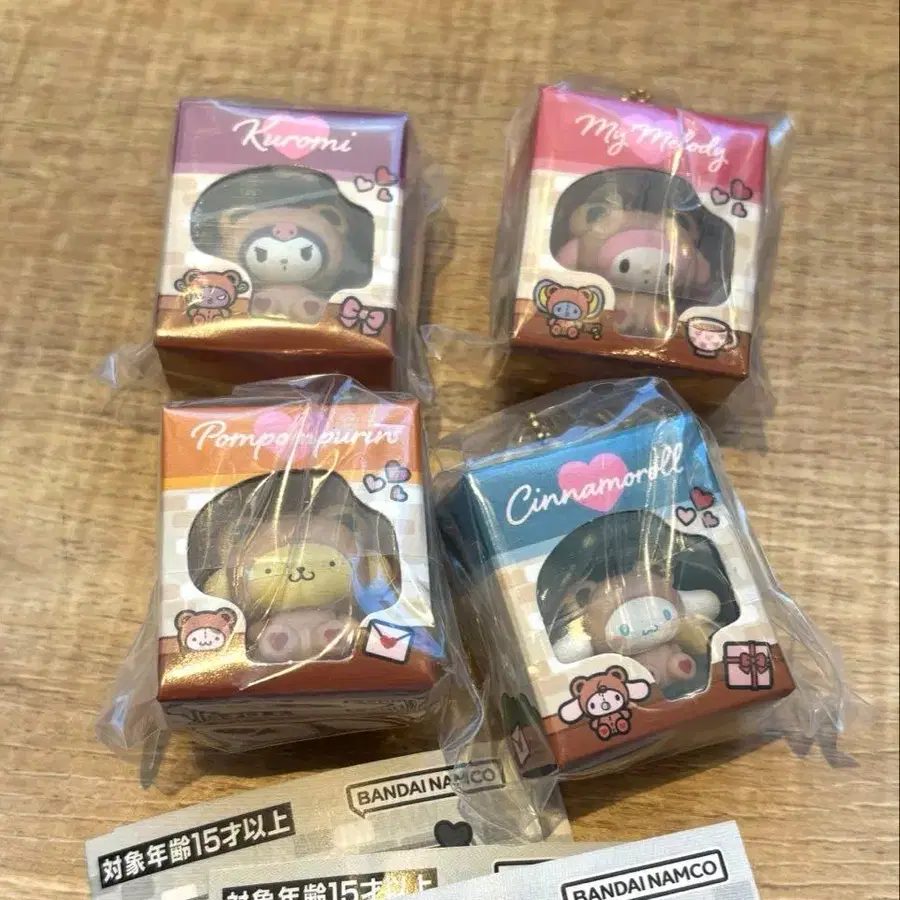 Kuromi
My Melody
Pompompurin
Cinnamoroll
BANDAI NAMCO
対象年齢15才以上
対象年齢15才以上
BANDAI NAMCO